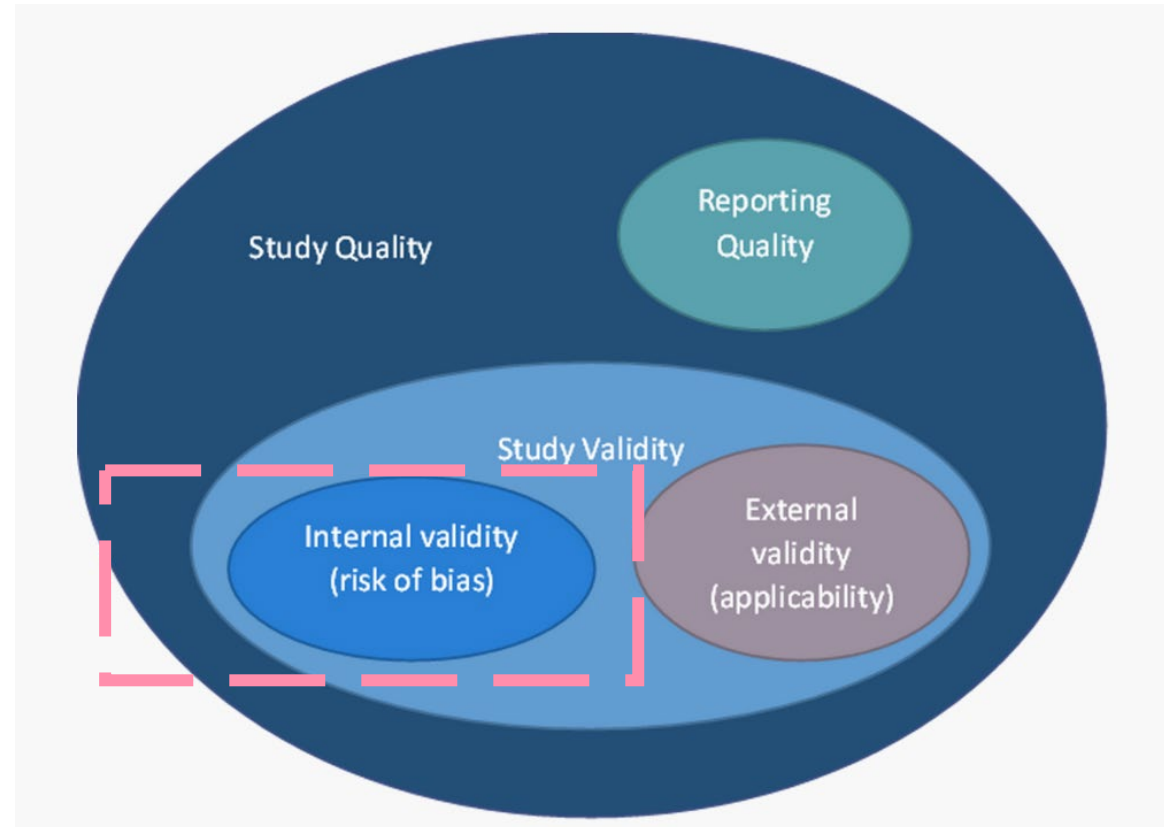 Reporting
Quality
Study Quality
Study Validity
Internal validity
(risk of bias)
External
validity
(applicability)